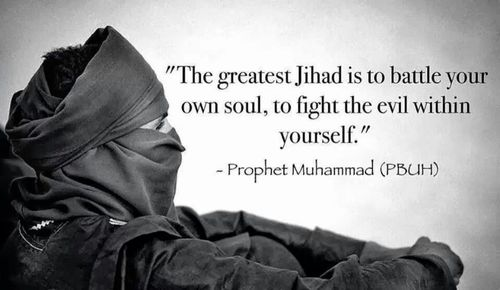 "The greatest Jihad is to battle your
own soul, to fight the evil within
yourself."
- Prophet Muhammad (PBUH)